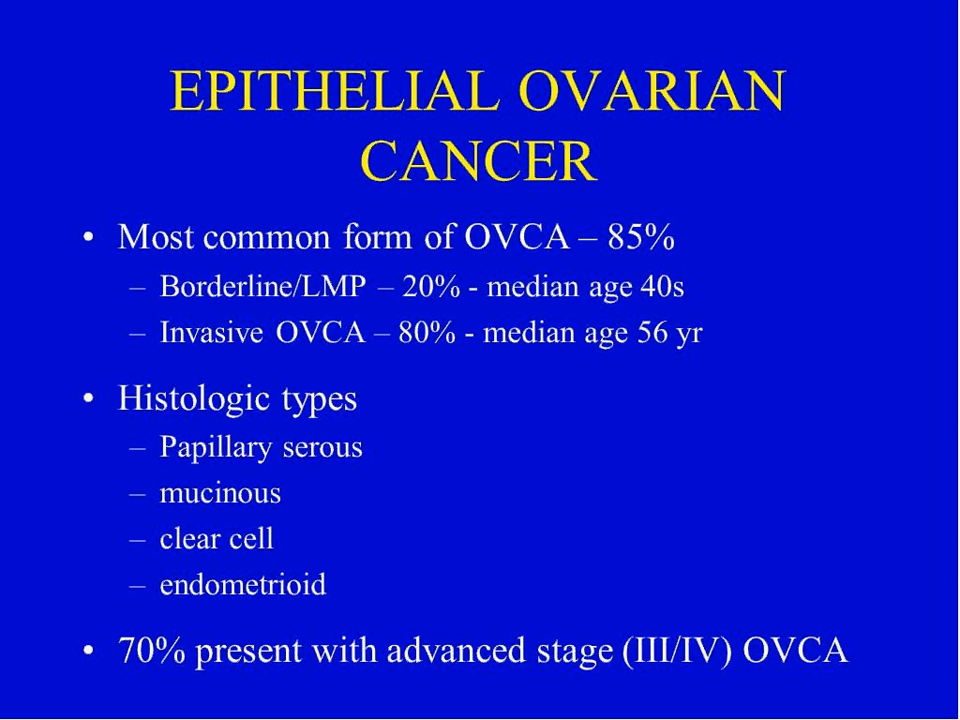 EPITHELIAL OVARIAN
CANCER
• Most common form of OVCA – 85%
– Borderline/LMP – 20% - median age 40s
– Invasive OVCA – 80% - median age 56 yr
• Histologic types
– Papillary serous
– mucinous
– clear cell
– endometrioid
• 70% present with advanced stage (III/IV) OVCA